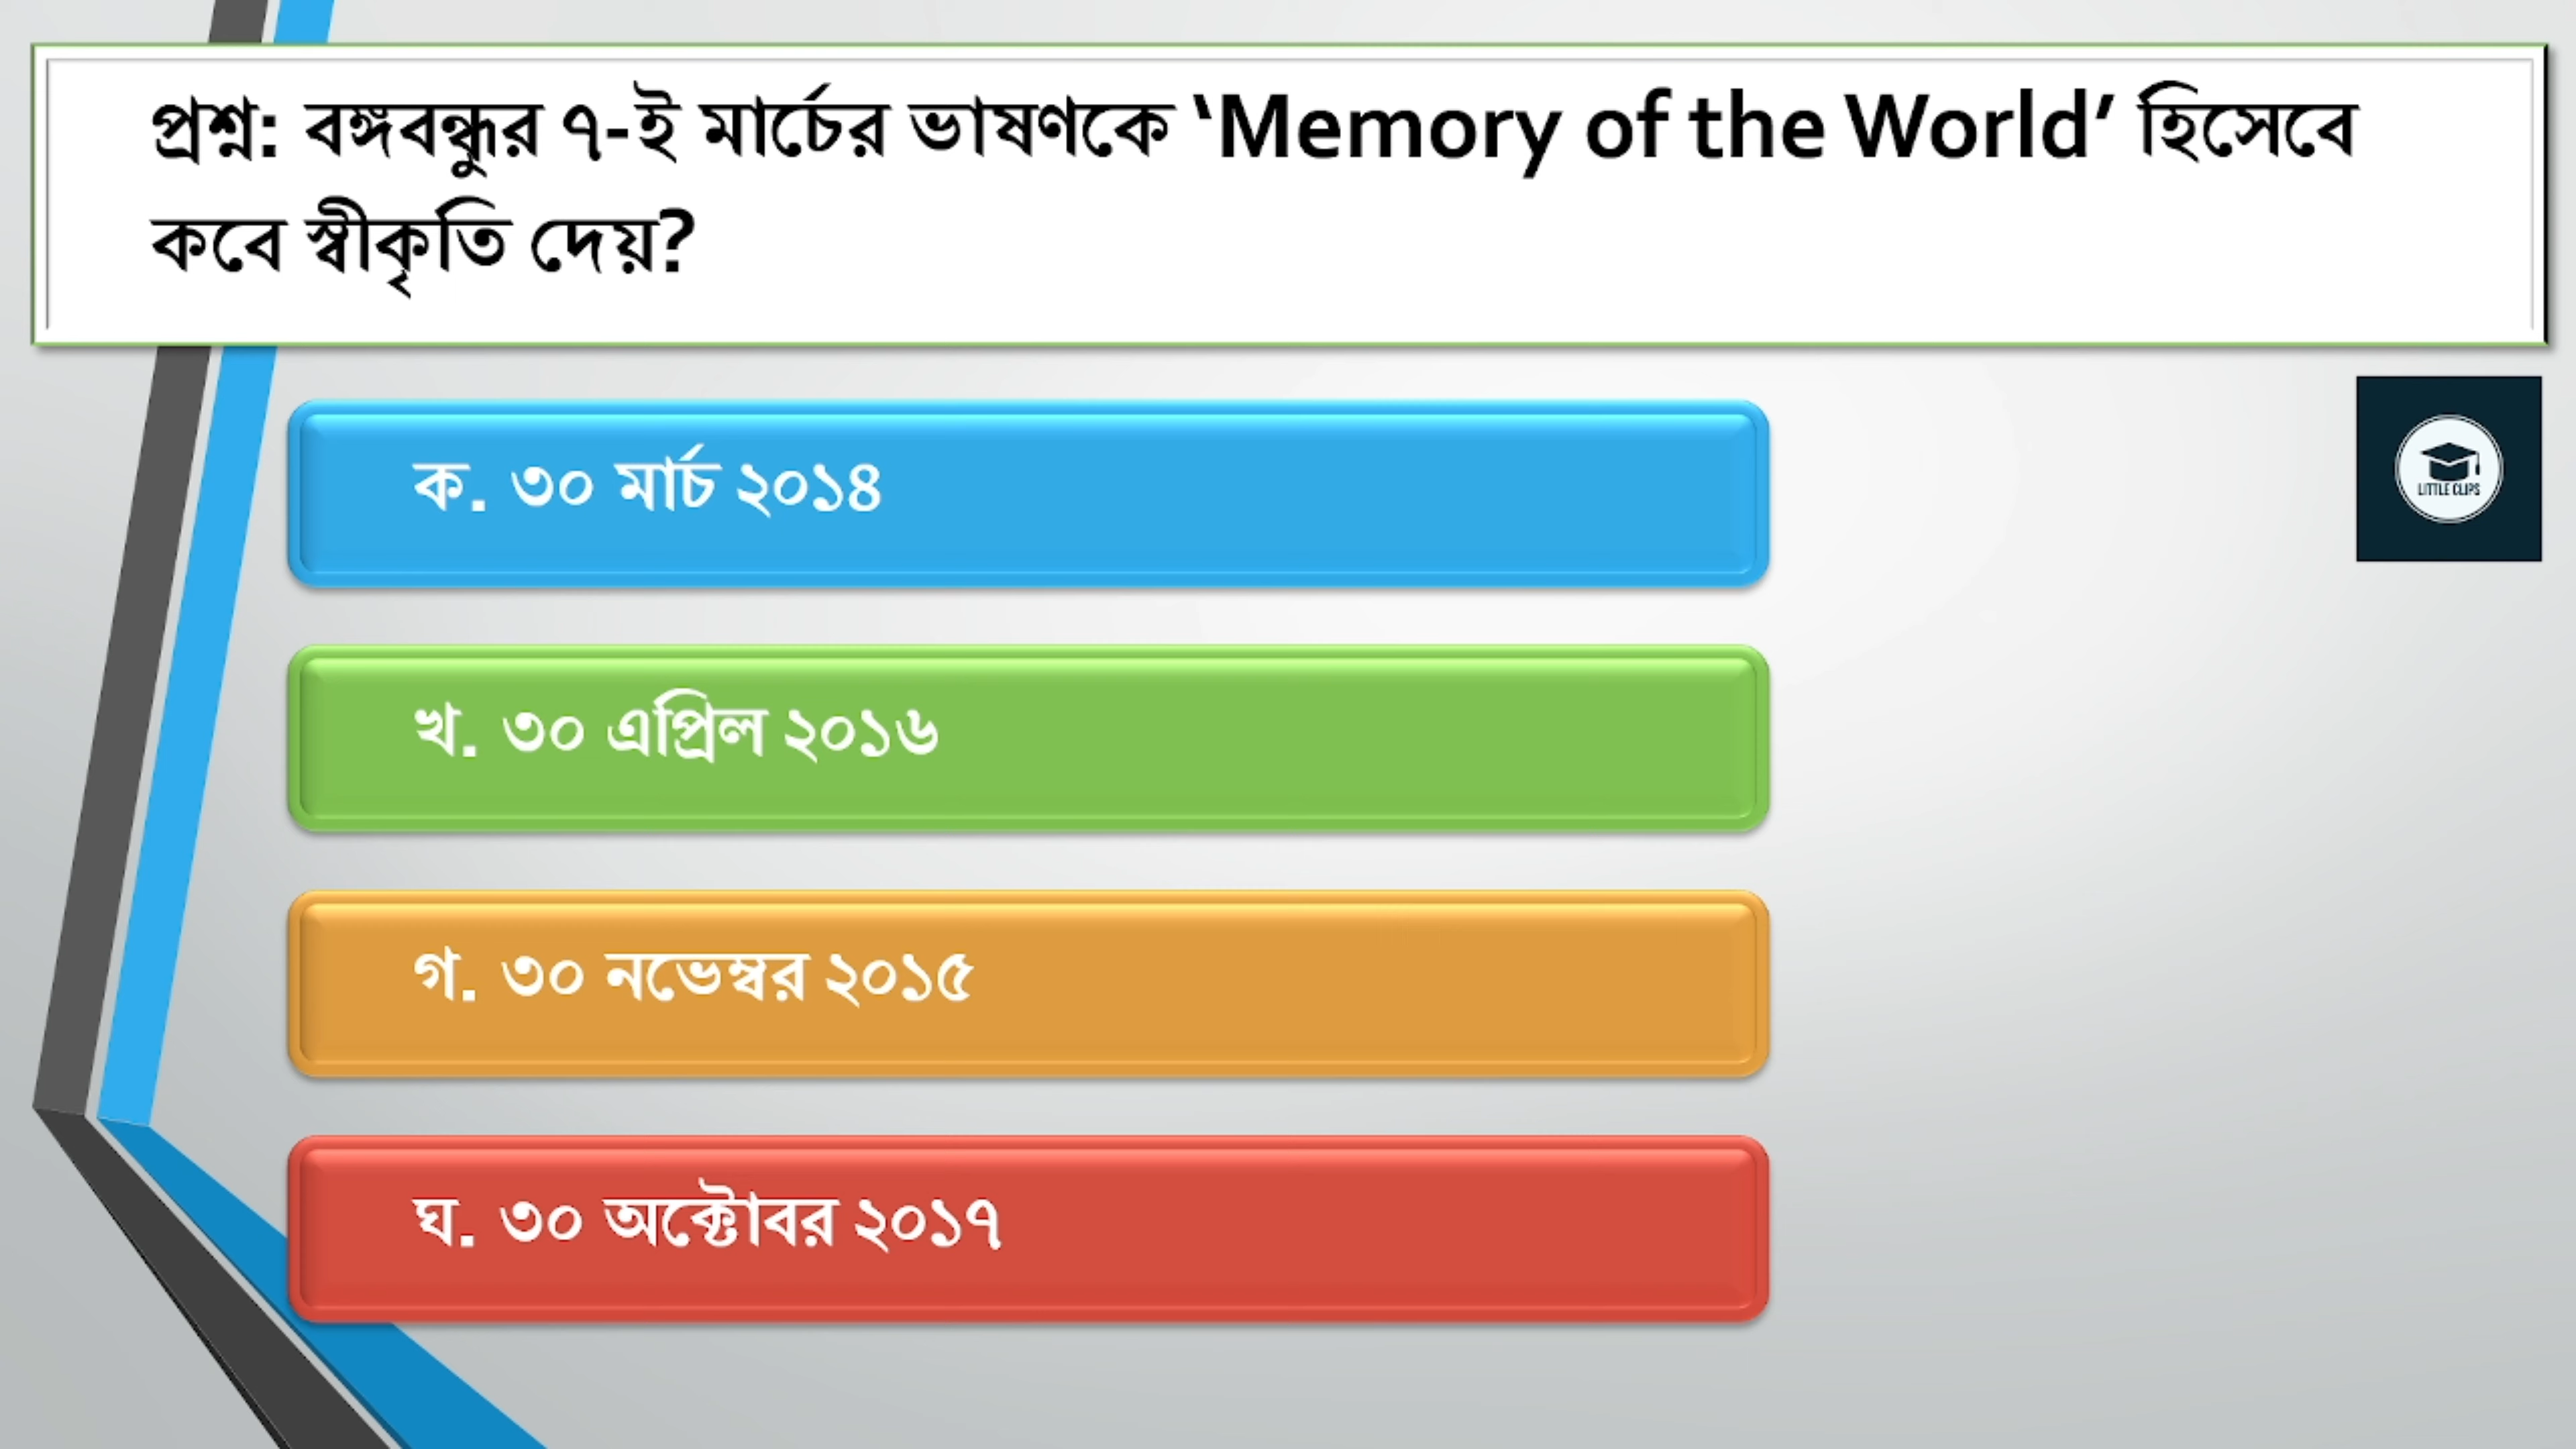 প্রশ্ন: বঙ্গবন্ধুর ৭-ই মার্চের ভাষণকে ‘Memory of the World’ হিসেবে
কবে স্বীকৃতি দেয়?
ক. ৩০ মার্চ ২০১৪
LITTLE CLIPS
খ. ৩০ এপ্রিল ২০১৬
গ. ৩০ নভেম্বর ২০১৫
ঘ. ৩০ অক্টোবর ২০১৭